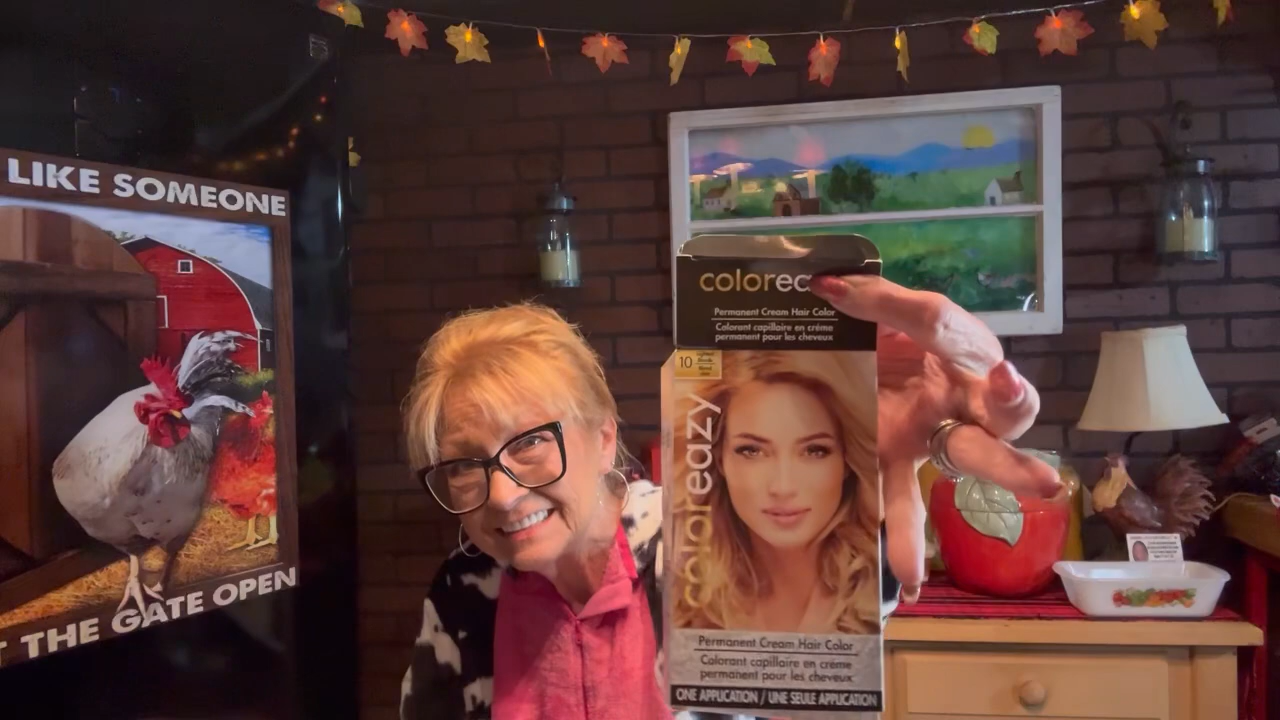 LIKE SOMEONE
T THE GATE OPEN
colorea
Permanent Cream Hair Color
Colorant capillaire en crème
permanent pour les cheveux
10
coloreazy
Permanent Cream Hair Color
Colorant capillaire en crème
permanent pour les cheveux
ONE APPLICATION / UNE SEULE APPLICATION